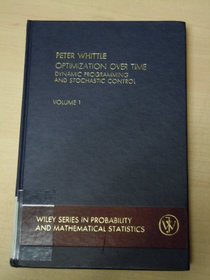 PETER WHITTLE
OPTIMIZATION OVER TIME
DYNAMIC PROGRAMMING
AND STOCHASTIC CONTROL
VOLUME 1
WILEY SERIES IN PROBABILITY
AND MATHEMATICAL STATISTICS